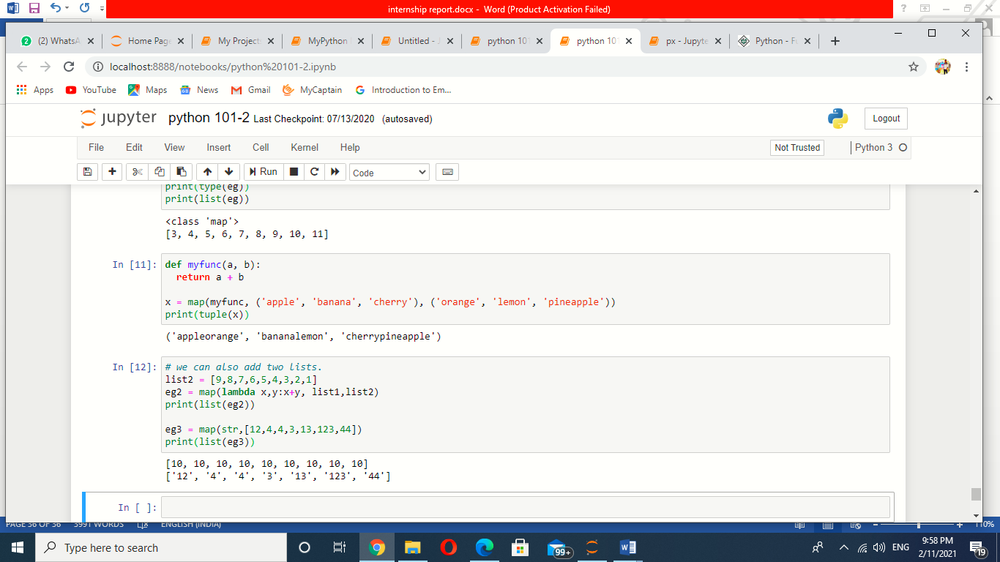 internship report.docx - Word (Product Activation Failed)
(2) WhatsA
Home Page
My Project
MyPython
Untitled - J
python 101
python 101
px - Jupyte
Python - Fu
localhost:8888/notebooks/python%20101-2.ipynb
Apps YouTube Maps News Gmail MyCaptain Introduction to Em...
jupyter python 101-2 Last Checkpoint: 07/13/2020 (autosaved)
Logout
File Edit View Insert Cell Kernel Help
Not Trusted
Python 3
Run
Code
print(type(eg))
print(list(eg))
<class 'map'>
[3, 4, 5, 6, 7, 8, 9, 10, 11]
In [11]: def myfunc(a, b):
return a + b
x = map(myfunc, ('apple', 'banana', 'cherry'), ('orange', 'lemon', 'pineapple'))
print(tuple(x))
('appleorange', 'bananalemon', 'cherrypineapple')
In [12]: # we can also add two lists.
list2 = [9,8,7,6,5,4,3,2,1]
eg2 = map(lambda x,y:x+y, list1,list2)
print(list(eg2))
eg3 = map(str,[12,4,4,3,13,123,44])
print(list(eg3))
[10, 10, 10, 10, 10, 10, 10, 10, 10]
['12', '4', '4', '3', '13', '123', '44']
In [ ]:
PAGE 36 OF 36 3991 WORDS ENGLISH (INDIA)
110%
Type here to search
99+
ENG
9:58 PM
2/11/2021
19